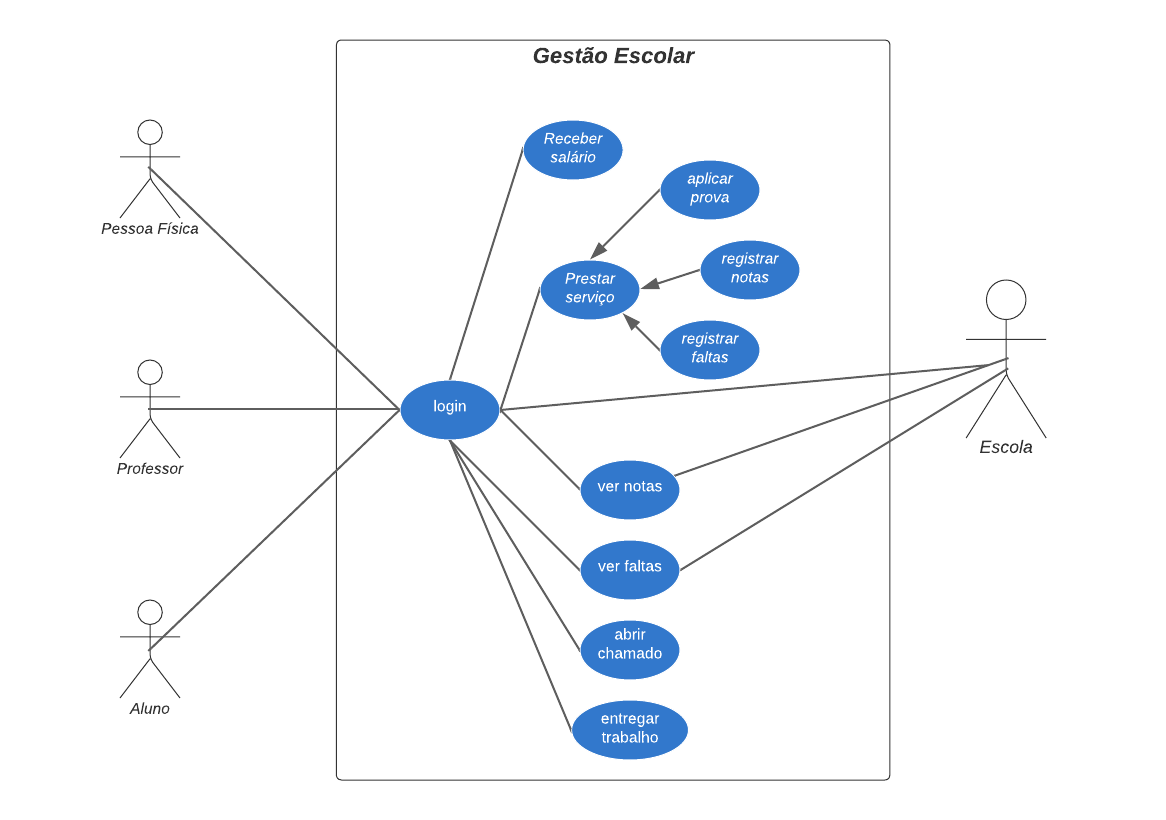 Gestão Escolar
Receber
salário
aplicar
prova
Pessoa Física
registrar
notas
Prestar
serviço
registrar
faltas
login
Escola
Professor
ver notas
ver faltas
abrir
chamado
Aluno
entregar
trabalho